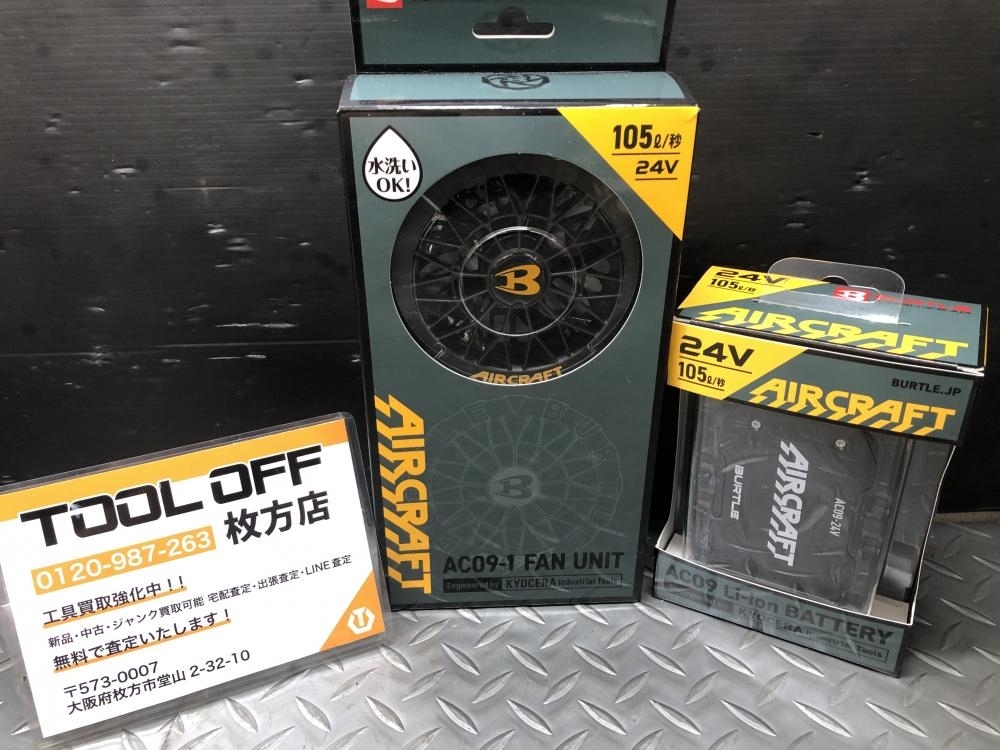 水洗い
OK!
105ℓ/秒
24V
B
AIRCRAFT
AIRCRAFT
B
AC09-1 FAN UNIT
Engineered by KYOCERA Industrial Tools
24V
105ℓ/秒
BURTLE
AIRCRAFT
24V
105ℓ/秒
BURTLE.JP
AIRCRAFT
BURTLE
AIRCRAFT
AC09-24V
AC09 Li-ion BATTERY
Engineered by KYOCERA Industrial Tools
TOOL OFF
0120-987-263 枚方店
工具買取強化中!!
新品・中古・ジャンク買取可能 宅配査定・出張査定・LINE査定
無料で査定いたします!
〒573-0007
大阪府枚方市堂山 2-32-10